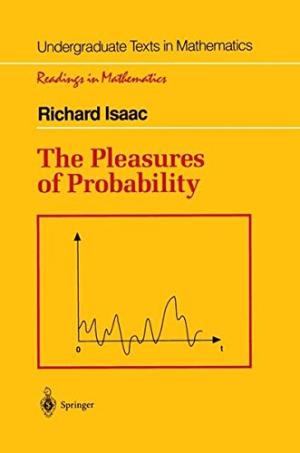 Undergraduate Texts in Mathematics
Readings in Mathematics
Richard Isaac
The Pleasures
of Probability
0 t
Springer